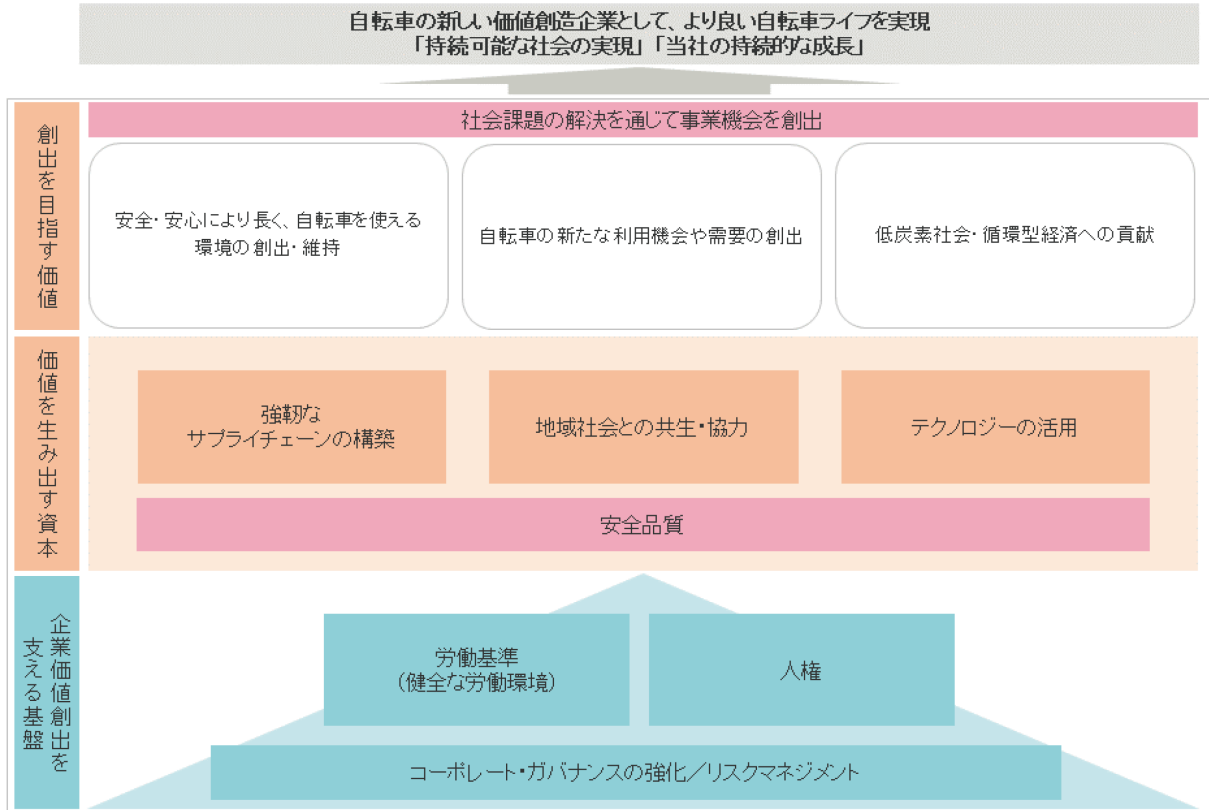 自転車の新しい価値創造企業として、より良い自転車ライフを実現
「持続可能な社会の実現」「当社の持続的な成長」
創出を目指す価値
社会課題の解決を通じて事業機会を創出
安全・安心により長く、自転車を使える
環境の創出・維持
自転車の新たな利用機会や需要の創出
低炭素社会・循環型経済への貢献
価値を生み出す資本
強靭な
サプライチェーンの構築
地域社会との共生・協力
テクノロジーの活用
安全品質
企業価値創出を
支える基盤
労働基準
（健全な労働環境）
人権
コーポレート・ガバナンスの強化／リスクマネジメント